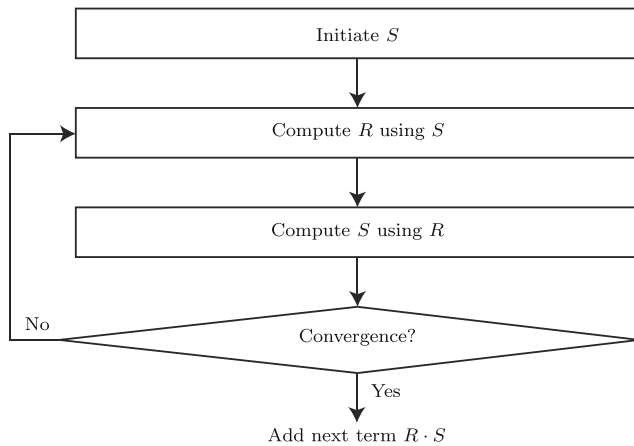 Initiate S
Compute R using S
Compute S using R
No
Convergence?
Yes
Add next term R · S